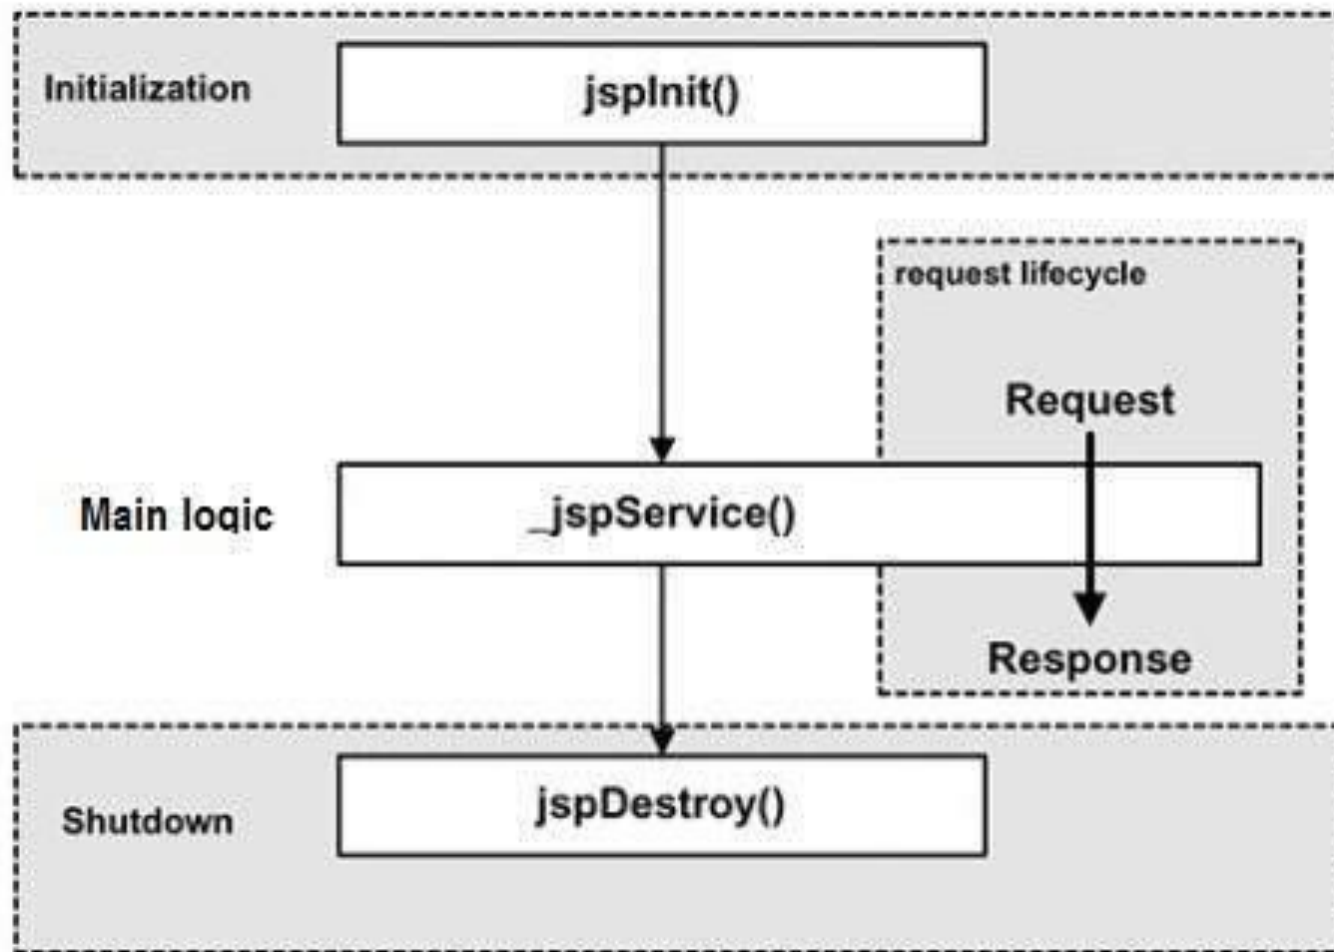 Initialization
jspInit()
request lifecycle
Request
Main logic
_jspService()
Response
Shutdown
jspDestroy()